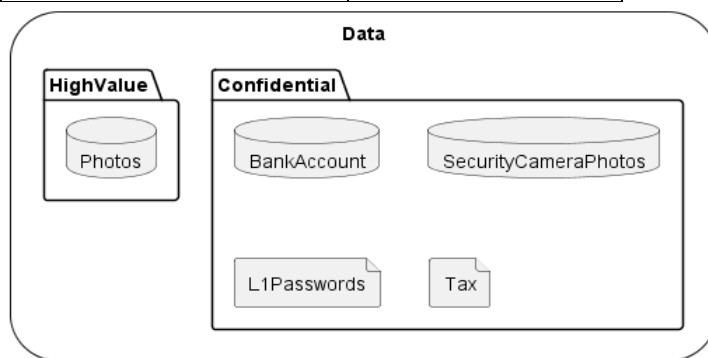 Data
HighValue
Confidential
Photos
BankAccount
SecurityCameraPhotos
L1Passwords
Tax